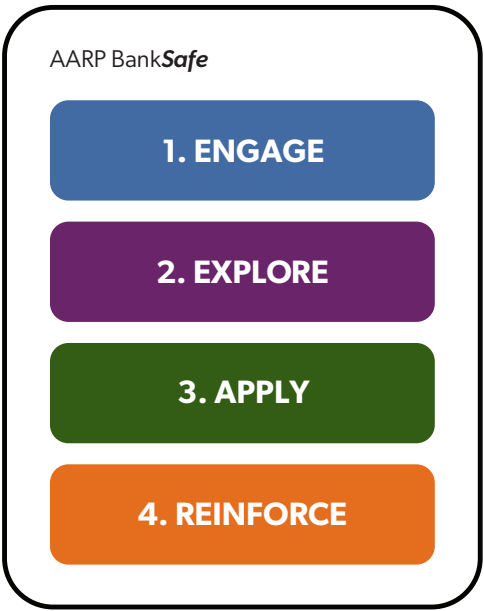 AARP BankSafe
1. ENGAGE
2. EXPLORE
3. APPLY
4. REINFORCE